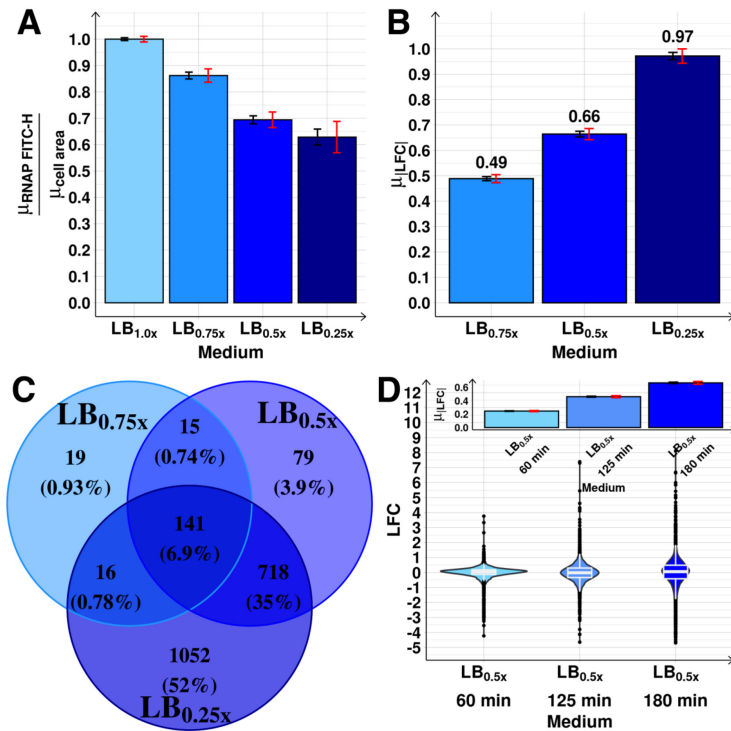 A
μRNAP FITC-H
μcell area
1.0
0.9
0.8
0.7
0.6
0.5
0.4
0.3
0.2
0.1
0.0
LB1.0x LB0.75x LB0.5x LB0.25x
Medium
B
μ|LFC|
1.0
0.9
0.8
0.7
0.6
0.5
0.4
0.3
0.2
0.1
0.0
0.49
0.66
0.97
LB0.75x LB0.5x LB0.25x
Medium
C
LB0.75x
LB0.5x
15
(0.74%)
19
(0.93%)
79
(3.9%)
141
(6.9%)
16
(0.78%)
718
(35%)
1052
(52%)
LB0.25x
D
LFC
12
11
10
9
8
7
6
5
4
3
2
1
0
-1
-2
-3
-4
-5
μ|LFC|
0.6
0.4
0.2
0.0
LB0.5x
60 min
LB0.5x
125 min
LB0.5x
180 min
Medium
LB0.5x LB0.5x LB0.5x
60 min 125 min 180 min
Medium